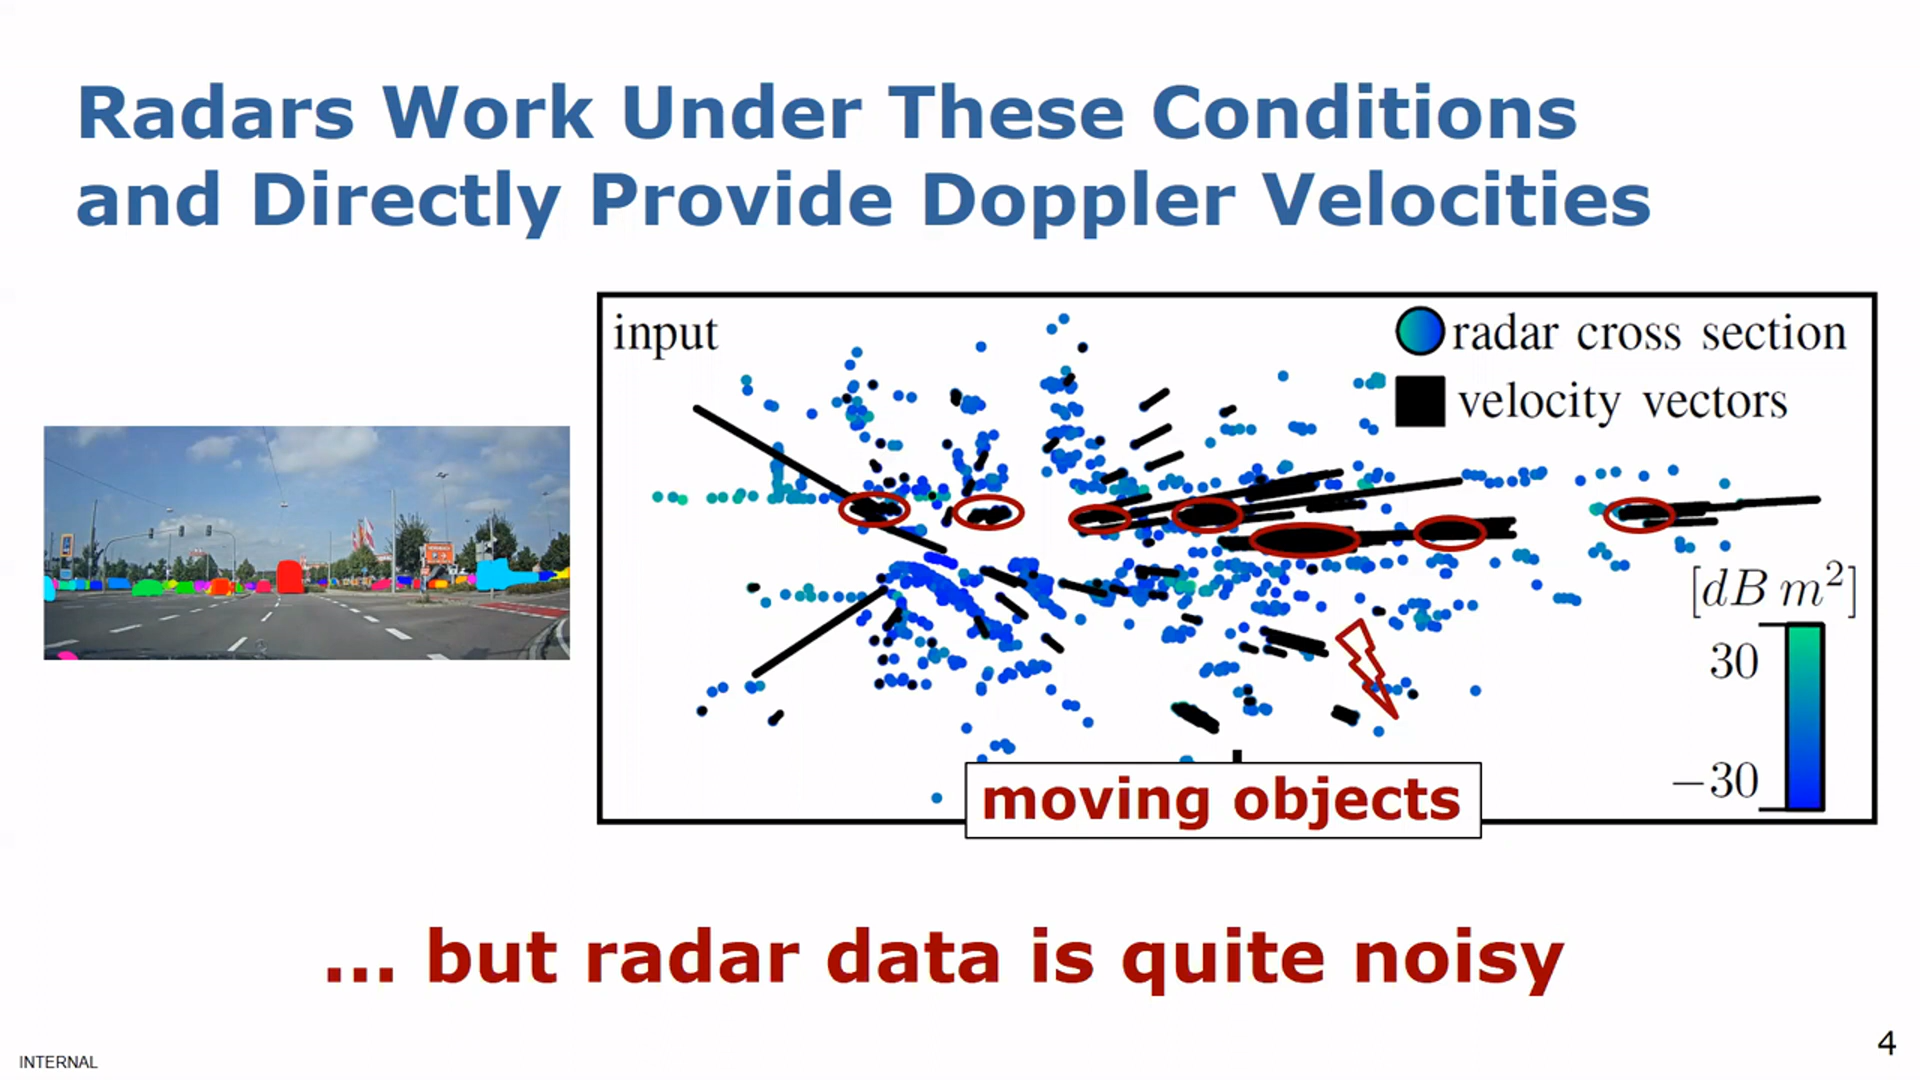 Radars Work Under These Conditions
and Directly Provide Doppler Velocities
input
radar cross section
velocity vectors
[dB m²]
30
−30
moving objects
... but radar data is quite noisy
INTERNAL
4